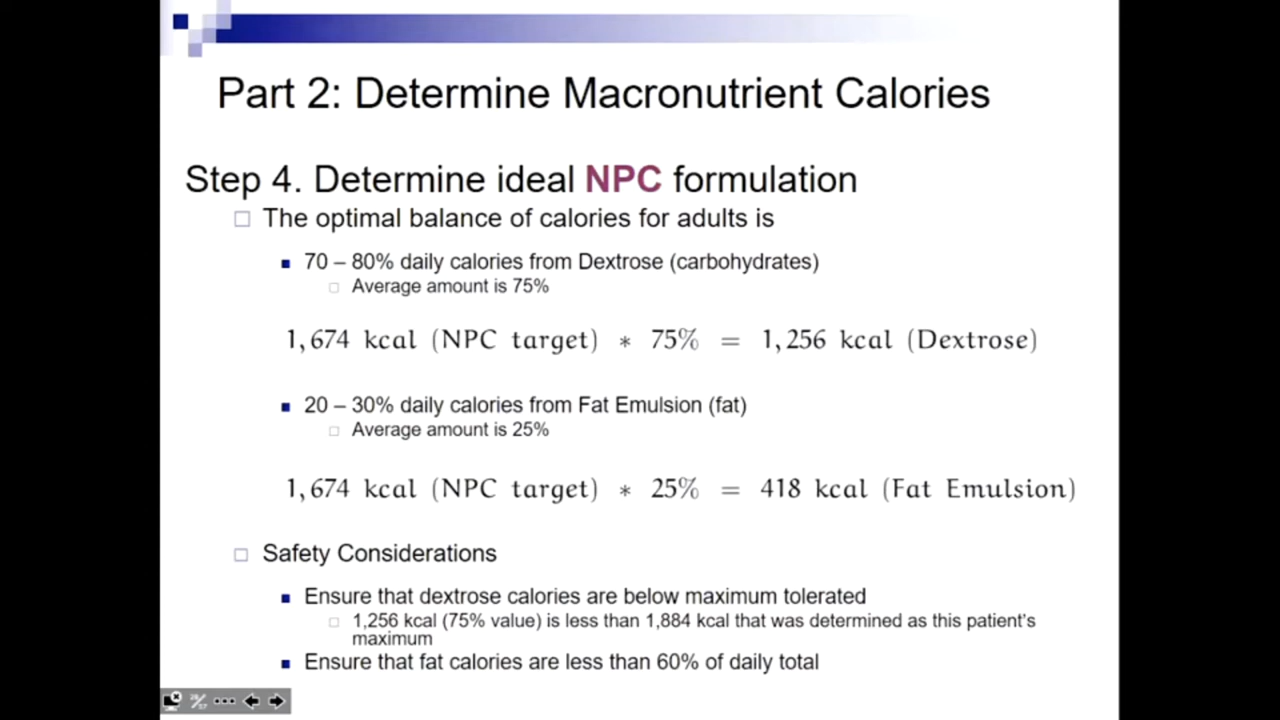 Part 2: Determine Macronutrient Calories
Step 4. Determine ideal NPC formulation
The optimal balance of calories for adults is
70 – 80% daily calories from Dextrose (carbohydrates)
Average amount is 75%
1,674 kcal (NPC target) * 75% = 1,256 kcal (Dextrose)
20 – 30% daily calories from Fat Emulsion (fat)
Average amount is 25%
1,674 kcal (NPC target) * 25% = 418 kcal (Fat Emulsion)
Safety Considerations
Ensure that dextrose calories are below maximum tolerated
1,256 kcal (75% value) is less than 1,884 kcal that was determined as this patient's
maximum
Ensure that fat calories are less than 60% of daily total